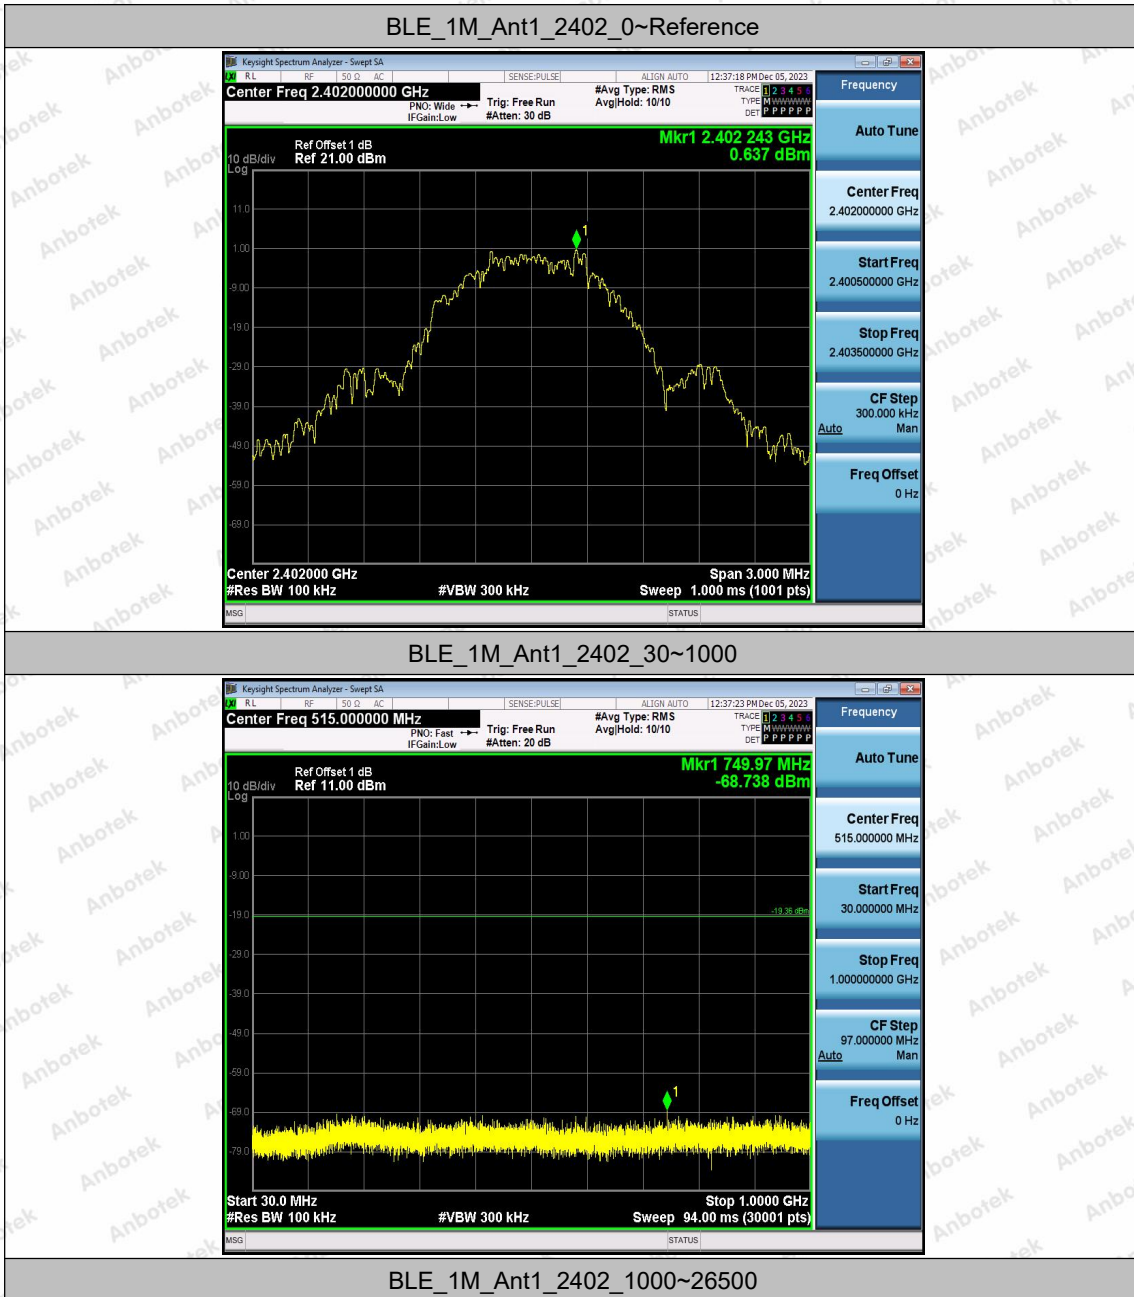 BLE_1M_Ant1_2402_0~Reference
Keysight Spectrum Analyzer - Swept SA
LXI RL RF 50 Ω AC SENSE:PULSE ALIGN AUTO 12:37:18 PM Dec 05, 2023
Center Freq 2.402000000 GHz
PNO: Wide
IFGain:Low
Trig: Free Run
#Atten: 30 dB
#Avg Type: RMS
Avg|Hold: 10/10
TRACE 1 2 3 4 5 6
TYPE M WWWWW
DET P P P P P P
Frequency
Auto Tune
Center Freq
2.402000000 GHz
Start Freq
2.400500000 GHz
Stop Freq
2.403500000 GHz
CF Step
300.000 kHz
Auto Man
Freq Offset
0 Hz
Mkr1 2.402 243 GHz
0.637 dBm
Ref Offset 1 dB
10 dB/div Ref 21.00 dBm
Log
11.0
1.00
-9.00
-19.0
-29.0
-39.0
-49.0
-59.0
-69.0
1
Center 2.402000 GHz Span 3.000 MHz
#Res BW 100 kHz #VBW 300 kHz Sweep 1.000 ms (1001 pts)
MSG STATUS
BLE_1M_Ant1_2402_30~1000
Keysight Spectrum Analyzer - Swept SA
LXI RL RF 50 Ω AC SENSE:PULSE ALIGN AUTO 12:37:23 PM Dec 05, 2023
Center Freq 515.000000 MHz
PNO: Fast
IFGain:Low
Trig: Free Run
#Atten: 20 dB
#Avg Type: RMS
Avg|Hold: 10/10
TRACE 1 2 3 4 5 6
TYPE M WWWWW
DET P P P P P P
Frequency
Auto Tune
Center Freq
515.000000 MHz
Start Freq
30.000000 MHz
Stop Freq
1.000000000 GHz
CF Step
97.000000 MHz
Auto Man
Freq Offset
0 Hz
Mkr1 749.97 MHz
-68.738 dBm
Ref Offset 1 dB
10 dB/div Ref 11.00 dBm
Log
1.00
-9.00
-19.0
-29.0
-39.0
-49.0
-59.0
-69.0
-79.0
-19.36 dBm
1
Start 30.0 MHz Stop 1.0000 GHz
#Res BW 100 kHz #VBW 300 kHz Sweep 94.00 ms (30001 pts)
MSG STATUS
BLE_1M_Ant1_2402_1000~26500
Anbotek